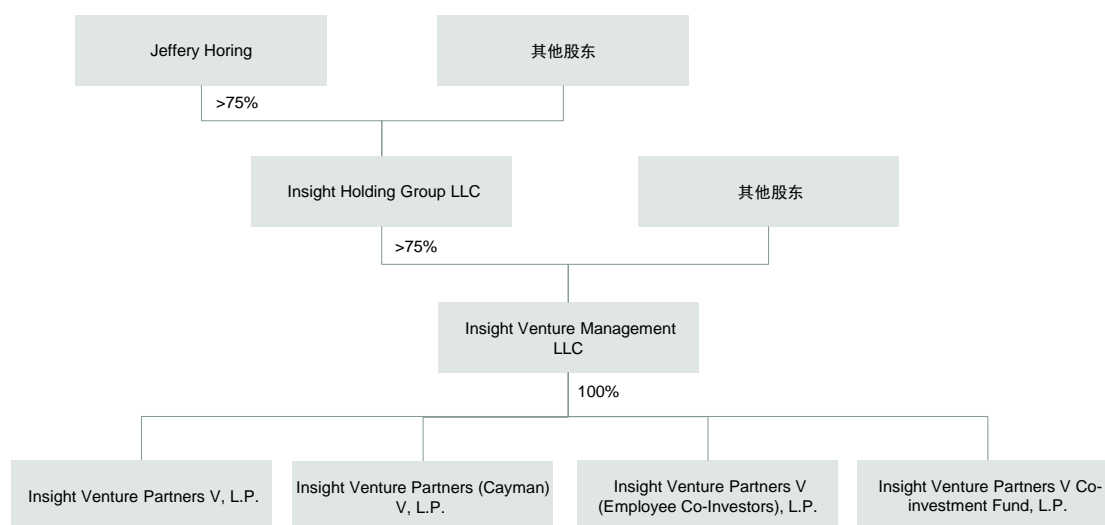 Jeffery Horing
其他股东
>75%
Insight Holding Group LLC
其他股东
>75%
Insight Venture Management
LLC
100%
Insight Venture Partners V, L.P.
Insight Venture Partners (Cayman)
V, L.P.
Insight Venture Partners V
(Employee Co-Investors), L.P.
Insight Venture Partners V Co-
investment Fund, L.P.